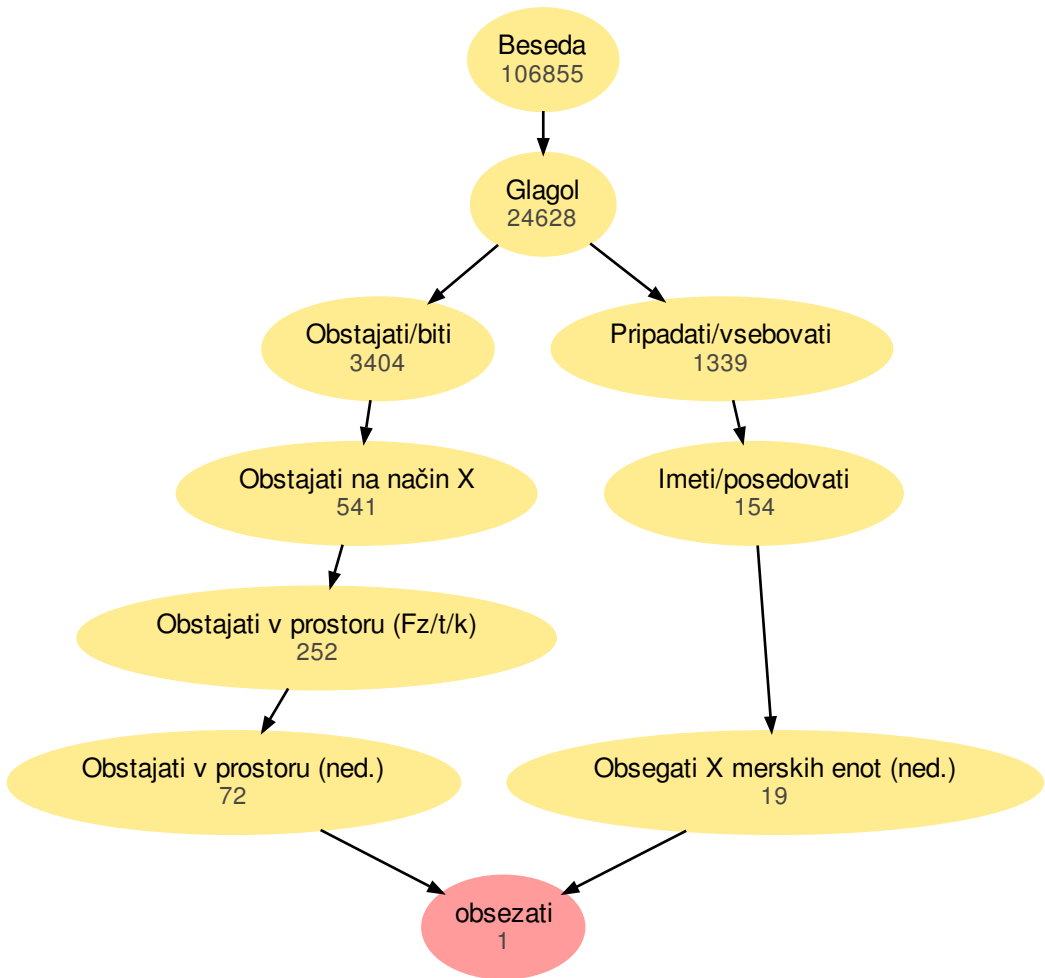 Beseda
106855
Glagol
24628
Obstajati/biti
3404
Pripadati/vsebovati
1339
Obstajati na način X
541
Imeti/posedovati
154
Obstajati v prostoru (Fz/t/k)
252
Obstajati v prostoru (ned.)
72
Obsegati X merskih enot (ned.)
19
obsezati
1